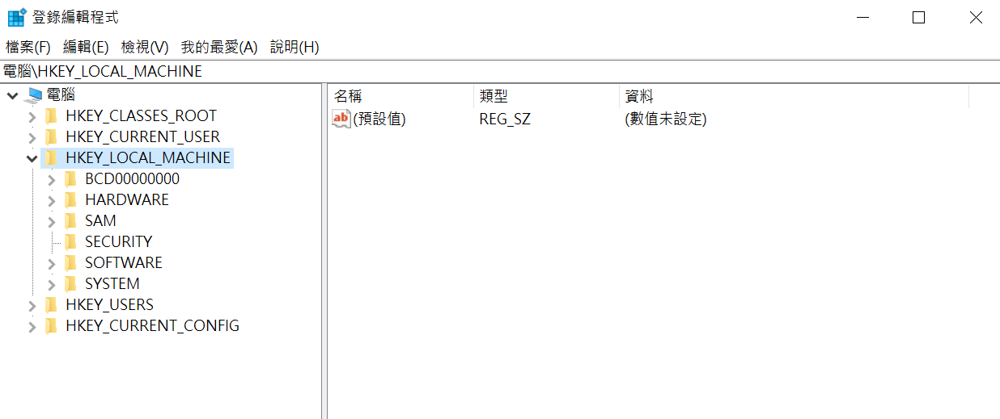 登錄編輯程式
檔案(F) 編輯(E) 檢視(V) 我的最愛(A) 說明(H)
電腦\HKEY_LOCAL_MACHINE
電腦
HKEY_CLASSES_ROOT
HKEY_CURRENT_USER
HKEY_LOCAL_MACHINE
BCD00000000
HARDWARE
SAM
SECURITY
SOFTWARE
SYSTEM
HKEY_USERS
HKEY_CURRENT_CONFIG
名稱 類型 資料
ab (預設值) REG_SZ (數值未設定)